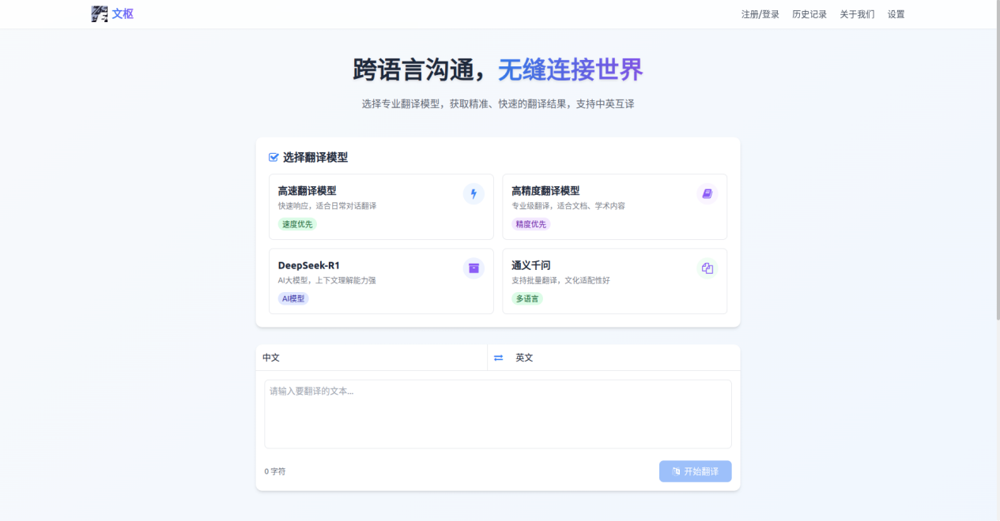 文枢
注册/登录 历史记录 关于我们 设置
跨语言沟通，无缝连接世界
选择专业翻译模型，获取精准、快速的翻译结果，支持中英互译
选择翻译模型
高速翻译模型
快速响应，适合日常对话翻译
速度优先
高精度翻译模型
专业级翻译，适合文档、学术内容
精度优先
DeepSeek-R1
AI大模型，上下文理解能力强
AI模型
通义千问
支持批量翻译，文化适配性好
多语言
中文
英文
请输入要翻译的文本...
0 字符
开始翻译